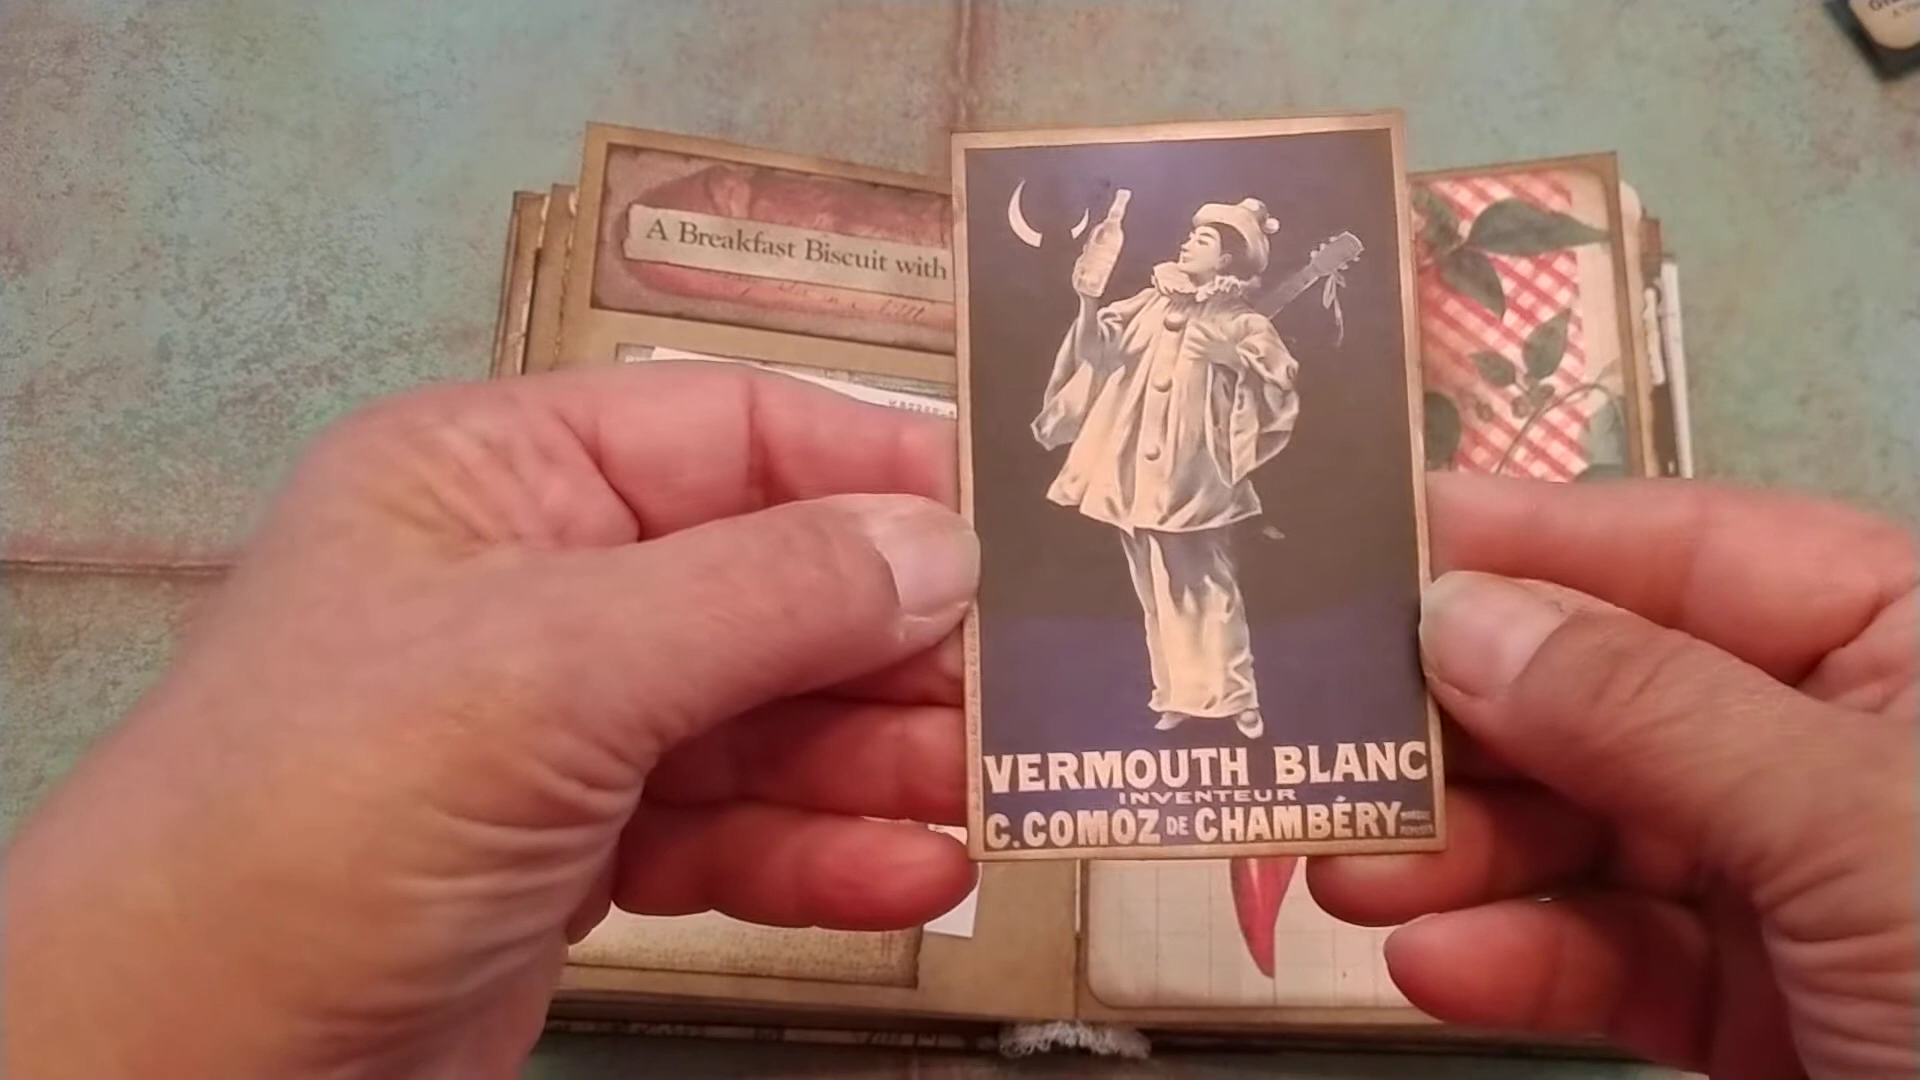 A Breakfast Biscuit with
VERMOUTH BLANC
INVENTEUR
C.COMOZ DE CHAMBÉRY